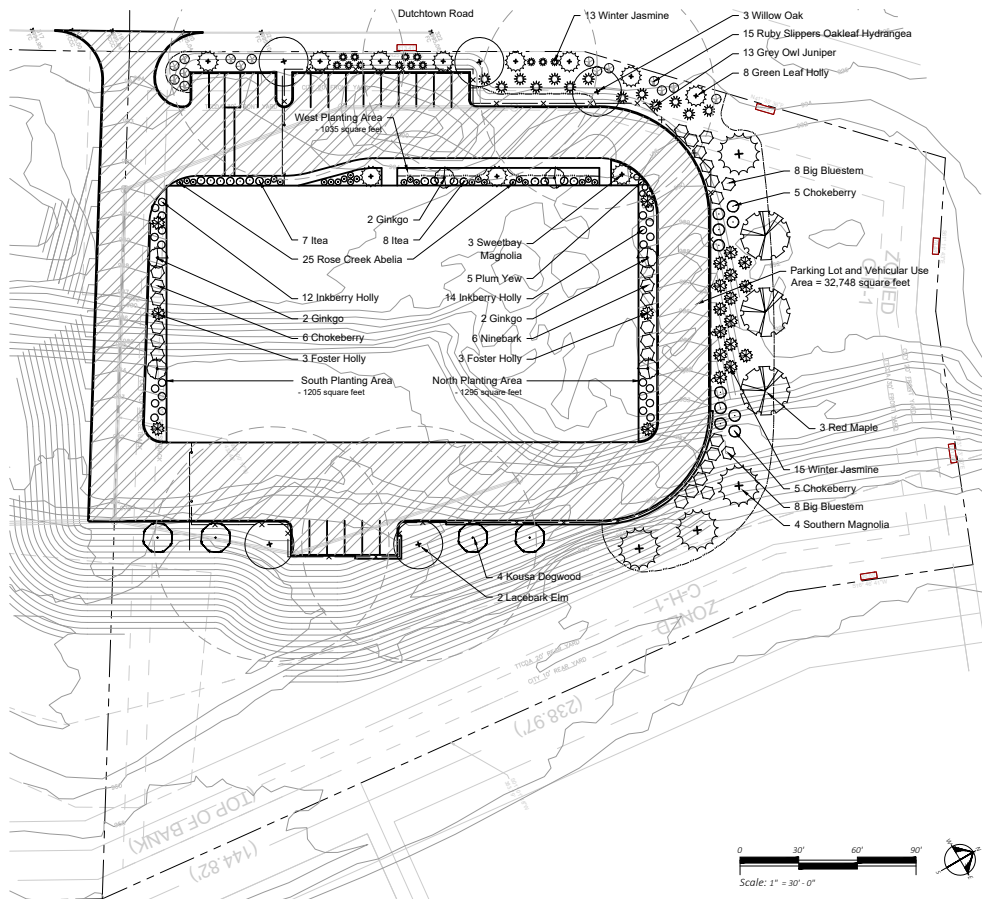 Dutchtown Road
13 Winter Jasmine
3 Willow Oak
15 Ruby Slippers Oakleaf Hydrangea
13 Grey Owl Juniper
8 Green Leaf Holly
West Planting Area
- 1035 square feet
8 Big Bluestem
5 Chokeberry
2 Ginkgo
7 Itea
8 Itea
25 Rose Creek Abelia
3 Sweetbay
Magnolia
5 Plum Yew
12 Inkberry Holly
14 Inkberry Holly
2 Ginkgo
2 Ginkgo
6 Chokeberry
6 Ninebark
3 Foster Holly
3 Foster Holly
Parking Lot and Vehicular Use
Area = 32,748 square feet
ZONED
South Planting Area
- 1205 square feet
North Planting Area
- 1295 square feet
3 Red Maple
15 Winter Jasmine
5 Chokeberry
8 Big Bluestem
4 Southern Magnolia
4 Kousa Dogwood
2 Lacebark Elm
ZONED
C-H-1
(238.97')
(TOP OF BANK)
(144.82')
0 30' 60' 90'
Scale: 1" = 30' - 0"